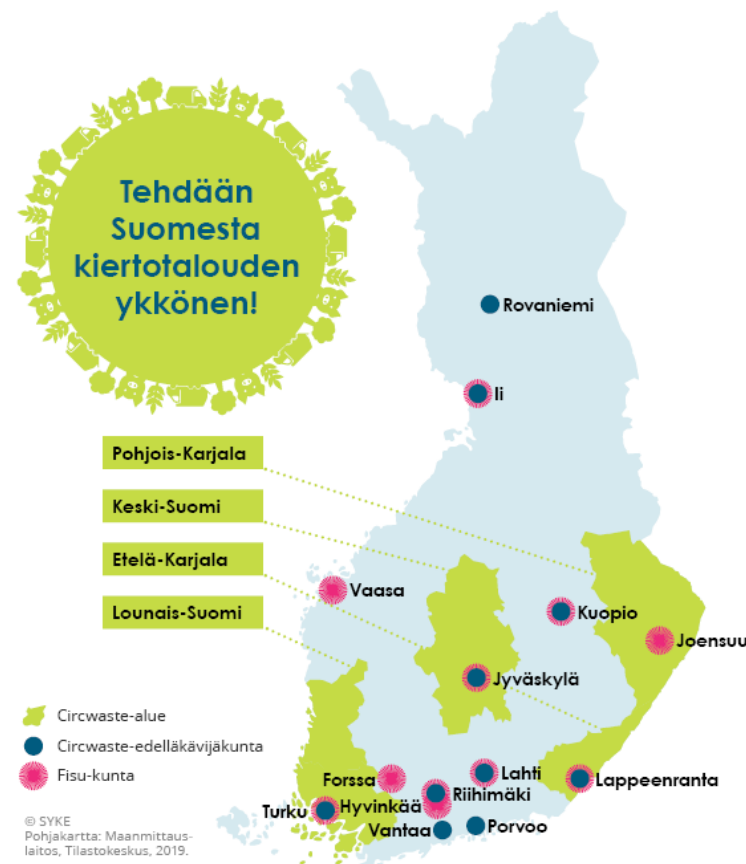 Tehdään
Suomesta
kiertotalouden
ykkönen!
Rovaniemi
Ii
Pohjois-Karjala
Keski-Suomi
Etelä-Karjala
Lounais-Suomi
Vaasa
Kuopio
Joensuu
Jyväskylä
Circwaste-alue
Circwaste-edelläkävijäkunta
Fisu-kunta
Forssa
Lahti
Lappeenranta
Riihimäki
Hyvinkää
Turku
Vantaa
Porvoo
© SYKE
Pohjakartta: Maanmittaus-
laitos, Tilastokeskus, 2019.